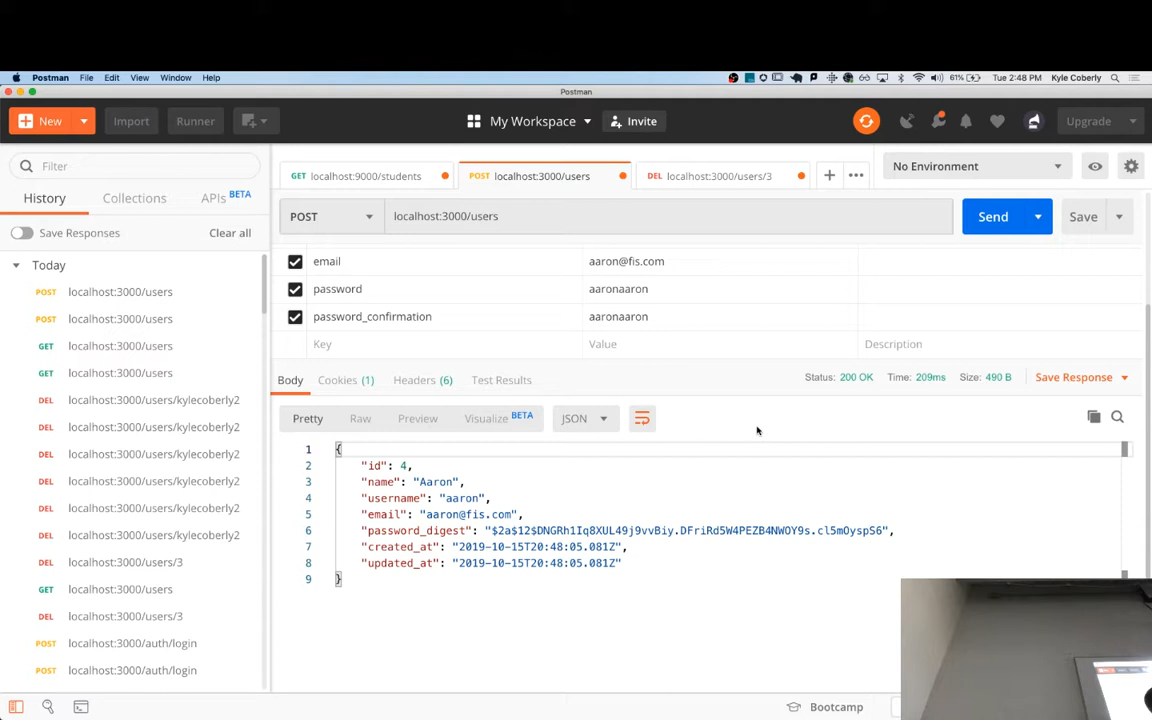 Postman File Edit View Window Help 61% Tue 2:48 PM Kyle Coberly
Postman
New Import Runner My Workspace Invite Upgrade
Filter
History Collections APIs BETA
Save Responses Clear all
Today
POST localhost:3000/users
POST localhost:3000/users
GET localhost:3000/users
GET localhost:3000/users
DEL localhost:3000/users/kylecoberly2
DEL localhost:3000/users/kylecoberly2
DEL localhost:3000/users/kylecoberly2
DEL localhost:3000/users/kylecoberly2
DEL localhost:3000/users/kylecoberly2
DEL localhost:3000/users/kylecoberly2
DEL localhost:3000/users/3
GET localhost:3000/users
DEL localhost:3000/users/3
POST localhost:3000/auth/login
POST localhost:3000/auth/login
GET localhost:9000/students POST localhost:3000/users DEL localhost:3000/users/3 No Environment
POST localhost:3000/users Send Save
email aaron@fis.com
password aaronaaron
password_confirmation aaronaaron
Key Value Description
Body Cookies (1) Headers (6) Test Results Status: 200 OK Time: 209ms Size: 490 B Save Response
Pretty Raw Preview Visualize BETA JSON
1 {
2 "id": 4,
3 "name": "Aaron",
4 "username": "aaron",
5 "email": "aaron@fis.com",
6 "password_digest": "$2a$12$DNGRh1Iq8XUL49j9vvBiy.DFriRd5W4PEZB4NWOY9s.cl5mOyspS6",
7 "created_at": "2019-10-15T20:48:05.081Z",
8 "updated_at": "2019-10-15T20:48:05.081Z"
9 }
Bootcamp